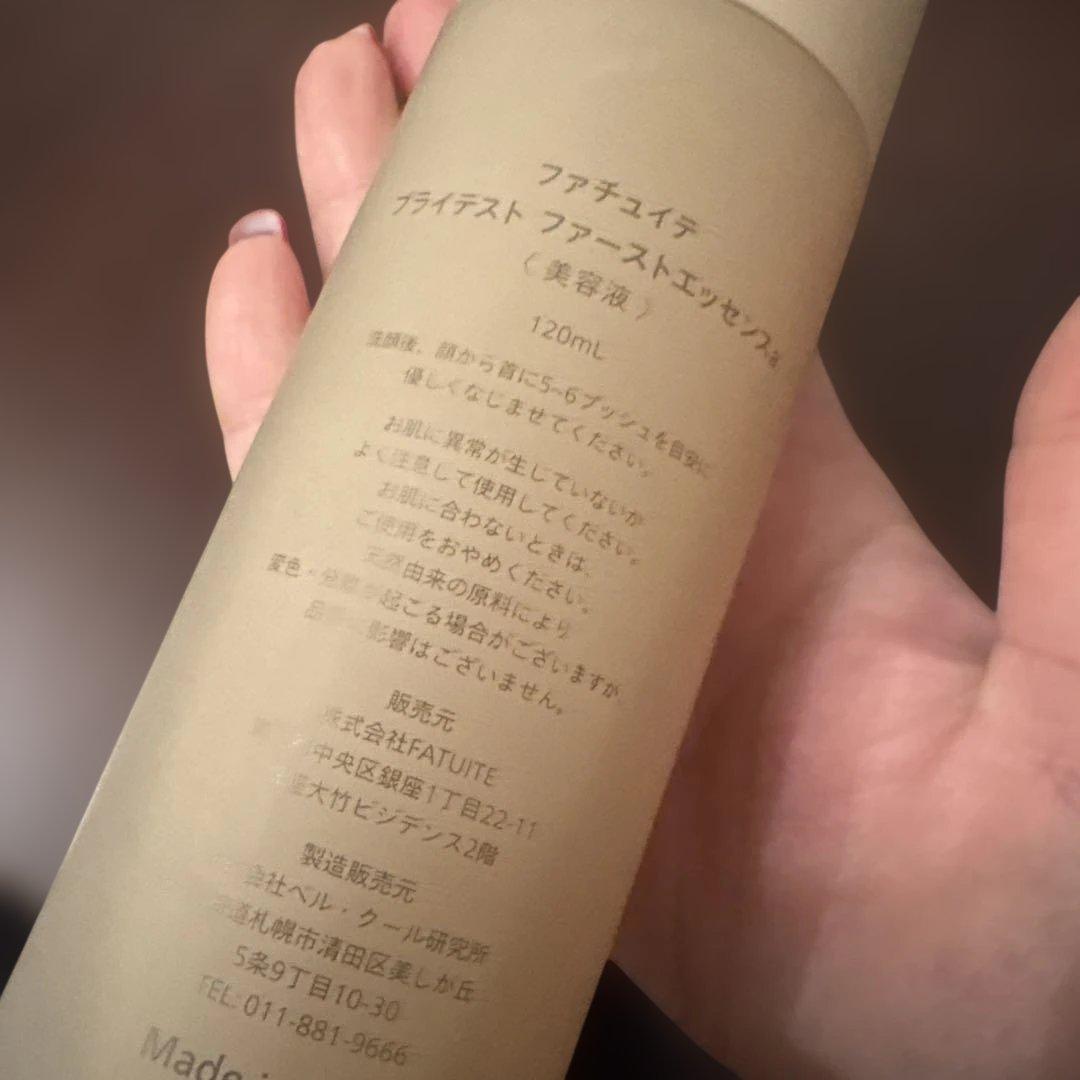 ファチュイテ
ブライテスト ファーストエッセンスa
（美容液）
120mL
洗顔後、顔から首に5~6プッシュを目安に
優しくなじませてください。
お肌に異常が生じていないか
よく注意して使用してください。
お肌に合わないときは、
ご使用をおやめください。
天然由来の原料により
変色・分離が起こる場合がございますが
影響はございません。
販売元
株式会社FATUITE
中央区銀座1丁目22-11
銀座大竹ビジデンス2階
製造販売元
会社ベル・クール研究所
道札幌市清田区美しが丘
5条9丁目10-30
TEL: 011-881-9666
Made